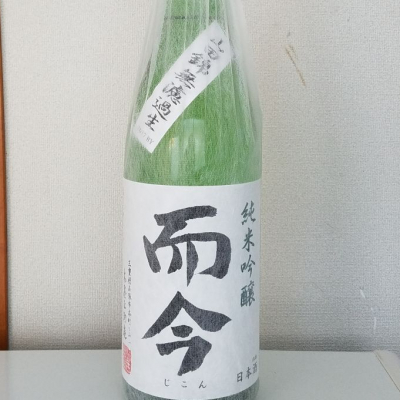 山田錦無濾過生
純米吟醸
而今
じこん
日本酒